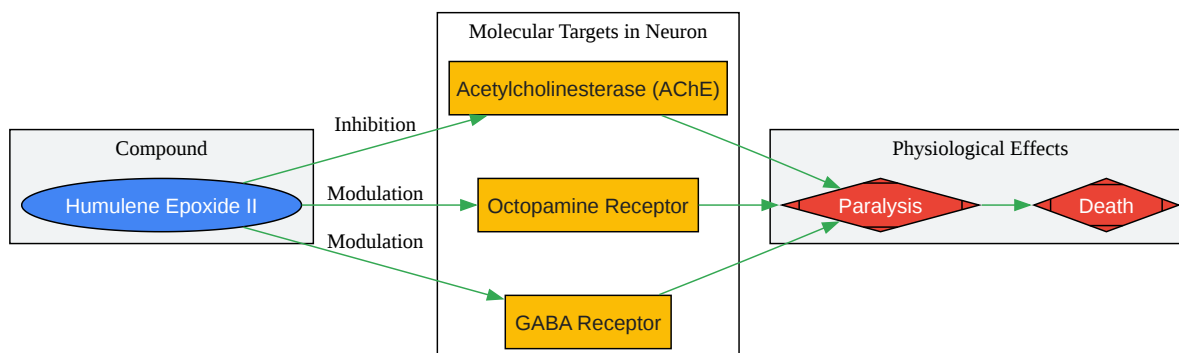 Molecular Targets in Neuron
Acetylcholinesterase (AChE)
Inhibition
Compound
Physiological Effects
Humulene Epoxide II
Modulation
Octopamine Receptor
Paralysis
Death
Modulation
GABA Receptor